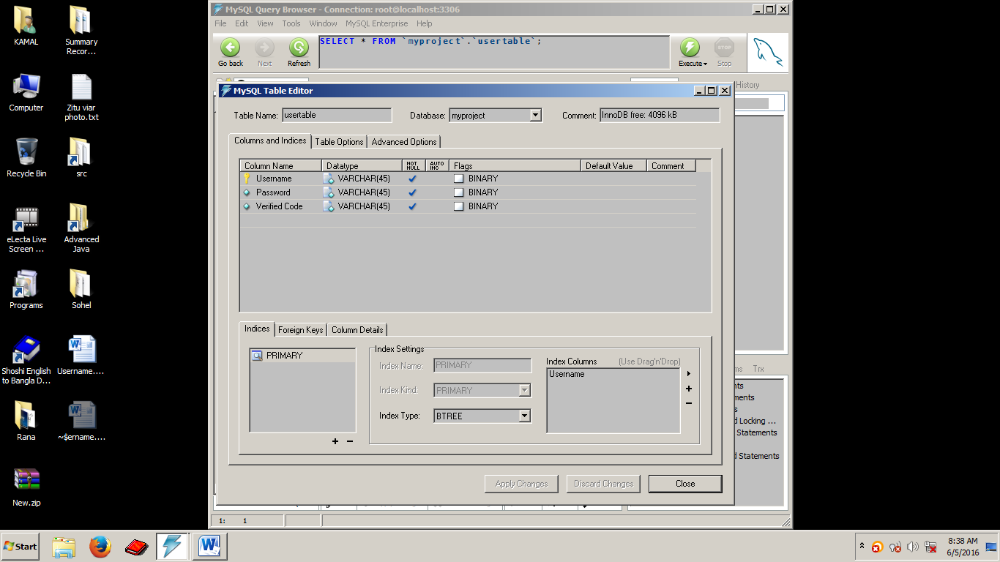 KAMAL
Summary
Recor...
Computer
Zitu viar
photo.txt
Recycle Bin
src
eLecta Live
Screen ...
Advanced
Java
Programs
Sohel
Shoshi English
to Bangla D...
Username....
Rana
~$ername....
New.zip
MySQL Query Browser - Connection: root@localhost:3306
File Edit View Tools Window MySQL Enterprise Help
Go back
Next
Refresh
SELECT * FROM `myproject`.`usertable`;
Execute
STOP
Stop
History
MySQL Table Editor
Table Name: usertable
Database: myproject
Comment: InnoDB free: 4096 kB
Columns and Indices Table Options Advanced Options
Column Name Datatype NOT NULL AUTO INC Flags Default Value Comment
Username VARCHAR(45) BINARY
Password VARCHAR(45) BINARY
Verified Code VARCHAR(45) BINARY
Indices Foreign Keys Column Details
PRIMARY
Index Settings
Index Name: PRIMARY
Index Kind: PRIMARY
Index Type: BTREE
Index Columns (Use Drag'n'Drop)
Username
Trx
Locking ...
Statements
Statements
Apply Changes
Discard Changes
Close
1: 1
Start
8:38 AM
6/5/2016